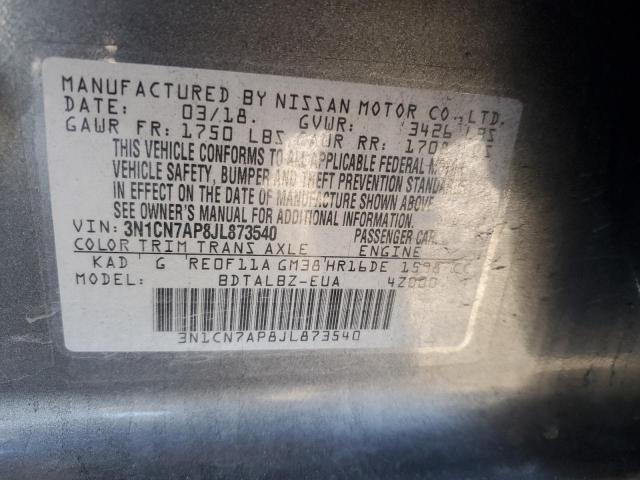 MANUFACTURED BY NISSAN MOTOR CO., LTD.
DATE: 03/18. GVWR: 3426 LBS
GAWR FR: 1750 LBS GAWR RR:
THIS VEHICLE CONFORMS TO ALL APPLICABLE FEDERAL MOTOR
VEHICLE SAFETY, BUMPER AND THEFT PREVENTION STANDARDS
IN EFFECT ON THE DATE OF MANUFACTURE SHOWN ABOVE.
SEE OWNER'S MANUAL FOR ADDITIONAL INFORMATION.
VIN: 3N1CN7AP8JL873540 PASSENGER CAR
COLOR TRIM TRANS AXLE ENGINE
KAD G RE0F11A GM38 HR16DE 1598 CC
MODEL: BDTALBZ-EUA
3N1CN7AP8JL873540